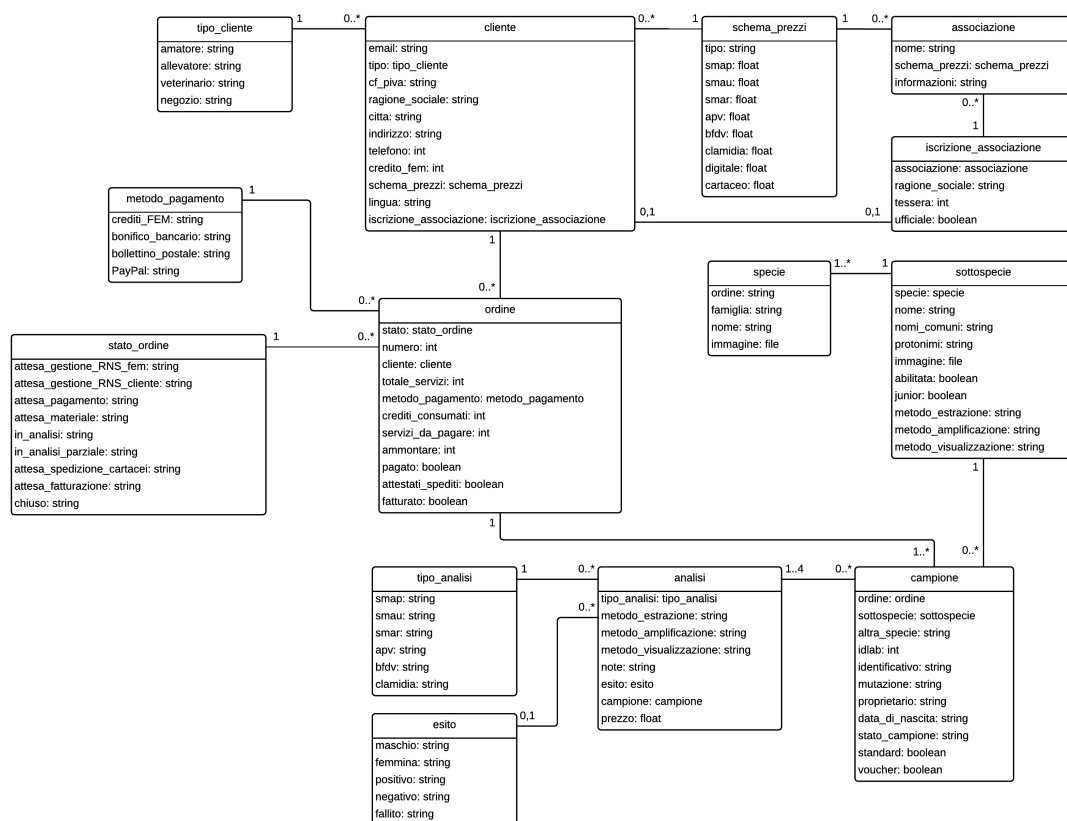 tipo_cliente
amatore: string
allevatore: string
veterinario: string
negozio: string
1
0..*
cliente
email: string
tipo: tipo_cliente
cf_piva: string
ragione_sociale: string
citta: string
indirizzo: string
telefono: int
credito_fem: int
schema_prezzi: schema_prezzi
lingua: string
iscrizione_associazione: iscrizione_associazione
0..*
1
schema_prezzi
tipo: string
smap: float
smau: float
smar: float
apv: float
bfdv: float
clamidia: float
digitale: float
cartaceo: float
1
0..*
associazione
nome: string
schema_prezzi: schema_prezzi
informazioni: string
0..*
1
iscrizione_associazione
associazione: associazione
ragione_sociale: string
tessera: int
ufficiale: boolean
0,1
0,1
metodo_pagamento
crediti_FEM: string
bonifico_bancario: string
bollettino_postale: string
PayPal: string
1
0..*
1
0..*
specie
ordine: string
famiglia: string
nome: string
immagine: file
1..*
1
sottospecie
specie: specie
nome: string
nomi_comuni: string
protonimi: string
immagine: file
abilitata: boolean
junior: boolean
metodo_estrazione: string
metodo_amplificazione: string
metodo_visualizzazione: string
stato_ordine
attesa_gestione_RNS_fem: string
attesa_gestione_RNS_cliente: string
attesa_pagamento: string
attesa_materiale: string
in_analisi: string
in_analisi_parziale: string
attesa_spedizione_cartacei: string
attesa_fatturazione: string
chiuso: string
1
0..*
ordine
stato: stato_ordine
numero: int
cliente: cliente
totale_servizi: int
metodo_pagamento: metodo_pagamento
crediti_consumati: int
servizi_da_pagare: int
ammontare: int
pagato: boolean
attestati_spediti: boolean
fatturato: boolean
1
1..*
1
0..*
tipo_analisi
smap: string
smau: string
smar: string
apv: string
bfdv: string
clamidia: string
1
0..*
analisi
tipo_analisi: tipo_analisi
metodo_estrazione: string
metodo_amplificazione: string
metodo_visualizzazione: string
note: string
esito: esito
campione: campione
prezzo: float
1..4
0..*
campione
ordine: ordine
sottospecie: sottospecie
altra_specie: string
idlab: int
identificativo: string
mutazione: string
proprietario: string
data_di_nascita: string
stato_campione: string
standard: boolean
voucher: boolean
0..*
0,1
esito
maschio: string
femmina: string
positivo: string
negativo: string
fallito: string